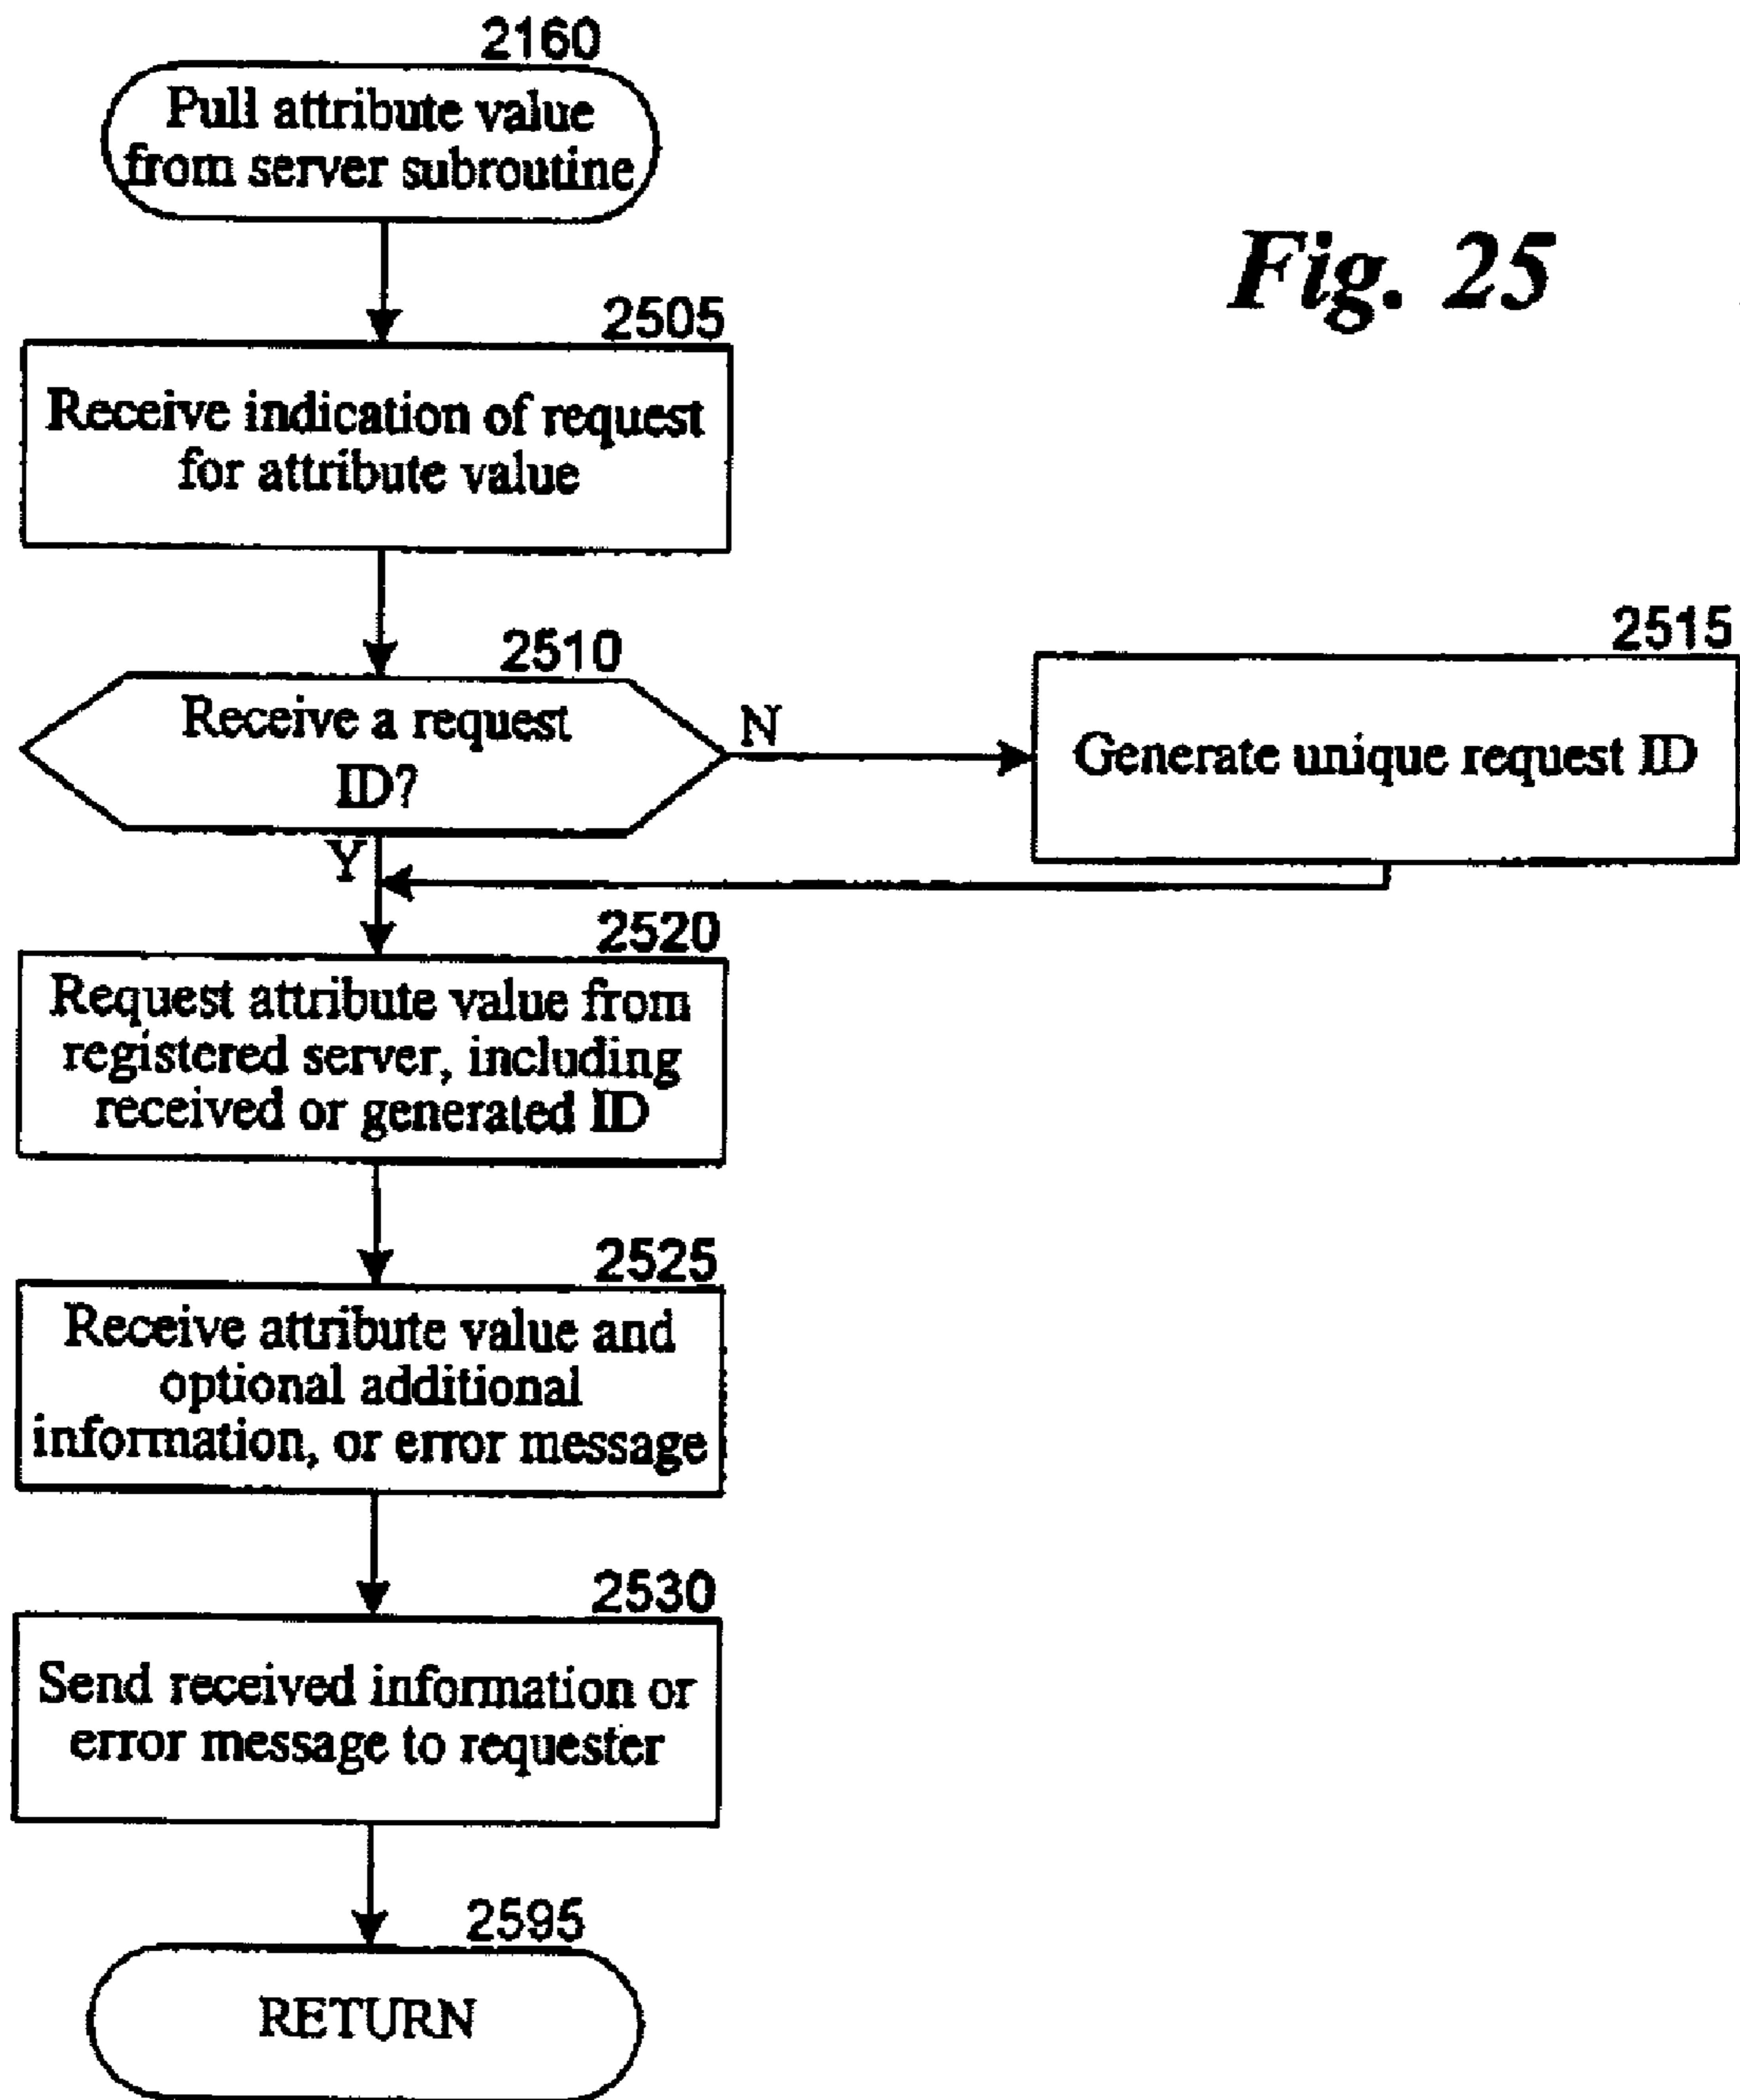 2160
Pull attribute value
from server subroutine
Fig. 25
2505
Receive indication of request
for attribute value
2510
Receive a request
ID?
N
2515
Generate unique request ID
Y
2520
Request attribute value from
registered server, including
received or generated ID
2525
Receive attribute value and
optional additional
information, or error message
2530
Send received information or
error message to requester
2595
RETURN